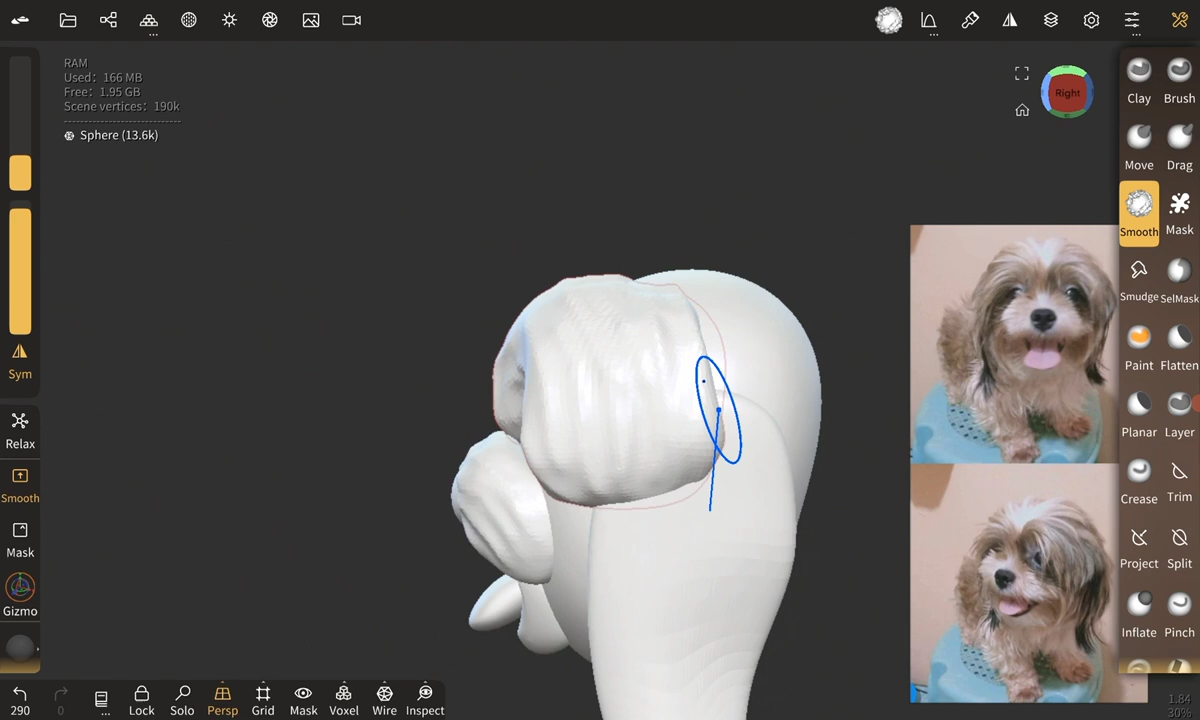 RAM
Used: 166 MB
Free: 1.95 GB
Scene vertices: 190k
Sphere (13.6k)
Right
Sym
Relax
Smooth
Mask
Gizmo
290
0
...
Lock
Solo
Persp
Grid
Mask
Voxel
Wire
Inspect
Clay Brush
Move Drag
Smooth Mask
Smudge SelMask
Paint Flatten
Planar Layer
Crease Trim
Project Split
Inflate Pinch
1.84
30%